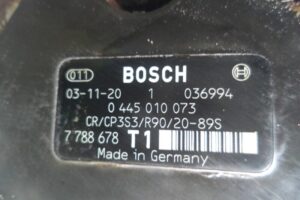 011 BOSCH
03-11-20 1 036994
0 445 010 073
CR/CP3S3/R90/20-89S
7 788 678 T1
Made in Germany